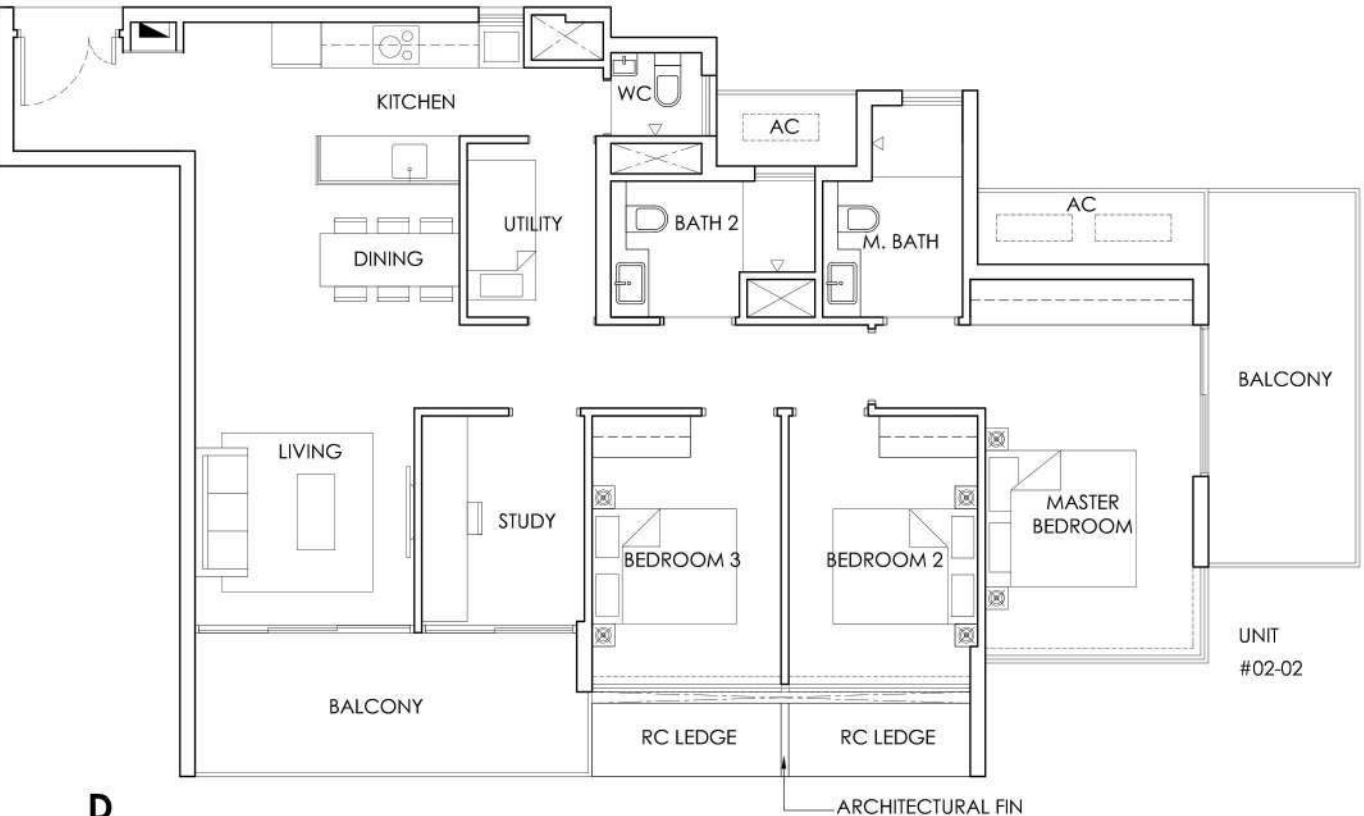 KITCHEN
WC
AC
UTILITY
BATH 2
M. BATH
AC
DINING
BALCONY
LIVING
STUDY
BEDROOM 3
BEDROOM 2
MASTER
BEDROOM
UNIT
#02-02
BALCONY
RC LEDGE
RC LEDGE
D
ARCHITECTURAL FIN